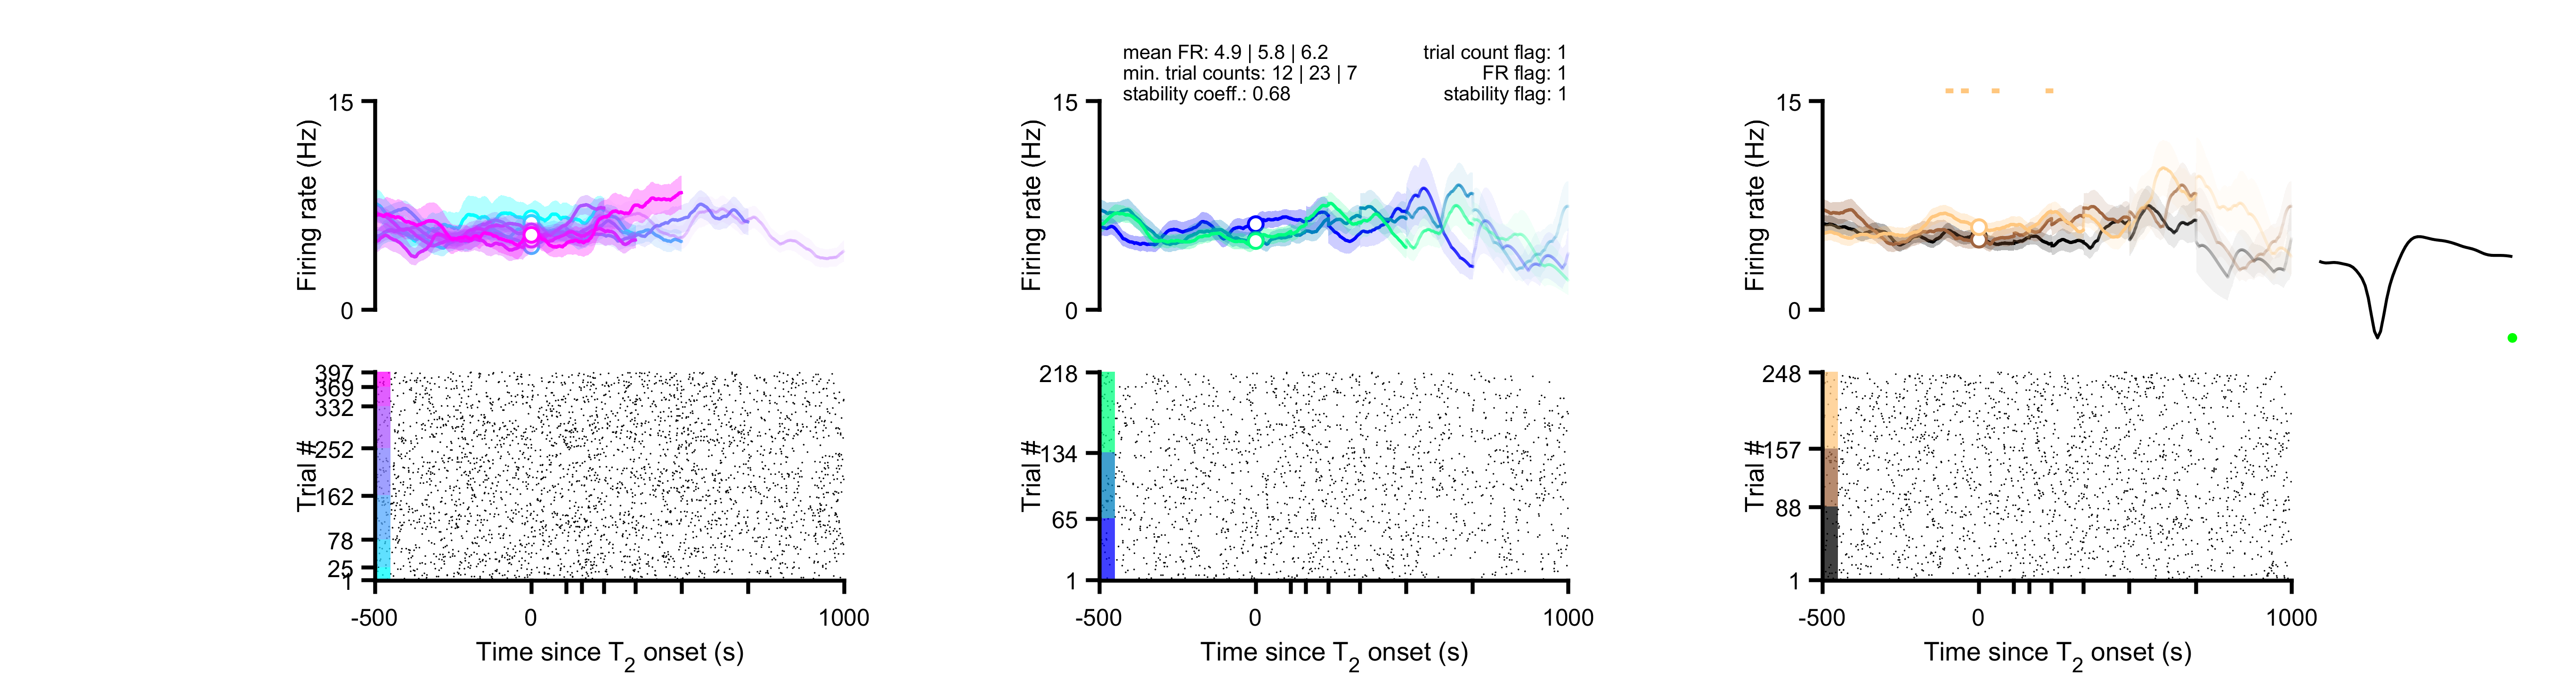 mean FR: 4.9 | 5.8 | 6.2
min. trial counts: 12 | 23 | 7
stability coeff.: 0.68
trial count flag: 1
FR flag: 1
stability flag: 1
15
Firing rate (Hz)
0
15
Firing rate (Hz)
0
15
Firing rate (Hz)
0
397
369
332
252
162
78
25
1
Trial #
-500
0
1000
Time since T2 onset (s)
218
134
65
1
Trial #
-500
0
1000
Time since T2 onset (s)
248
157
88
1
Trial #
-500
0
1000
Time since T2 onset (s)